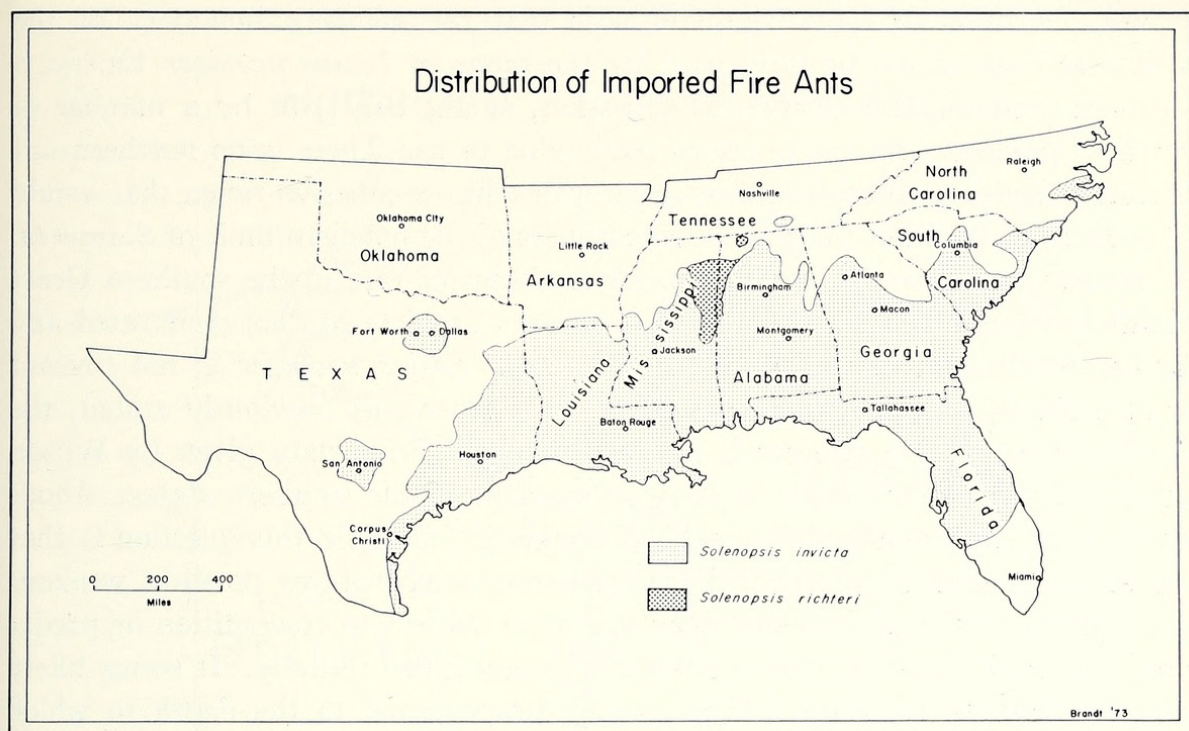 Distribution of Imported Fire Ants
North
Carolina
Raleigh
Nashville
Tennessee
Oklahoma City
Oklahoma
Little Rock
Arkansas
South
Columbia
Carolina
Atlanta
Birmingham
Macon
Fort Worth
Dallas
Mississippi
Montgomery
Georgia
Jackson
TEXAS
Louisiana
Alabama
Tallahassee
Baton Rouge
Houston
San Antonio
Florida
Corpus
Christi
Solenopsis invicta
Miami
0 200 400
Miles
Solenopsis richteri
Brandt '73